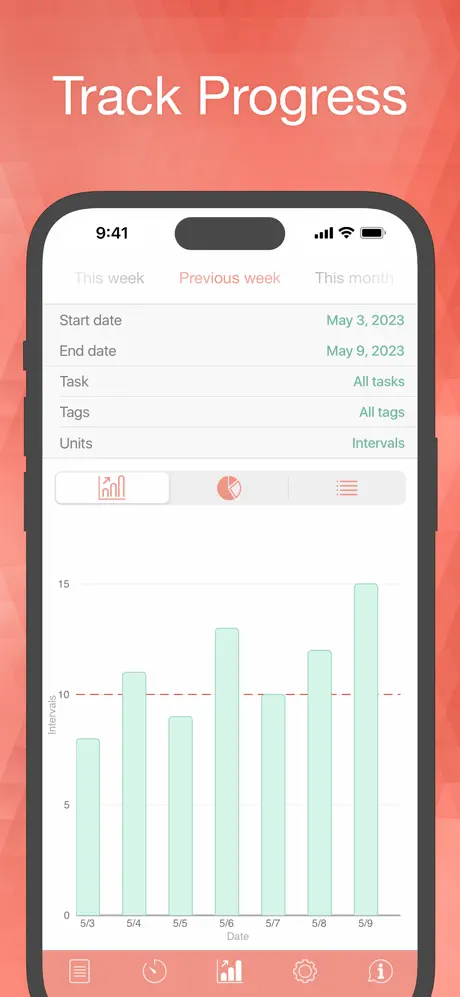 Track Progress
9:41
This week Previous week This month
Start date May 3, 2023
End date May 9, 2023
Task All tasks
Tags All tags
Units Intervals
15
10
5
0
Intervals
5/3 5/4 5/5 5/6 5/7 5/8 5/9
Date